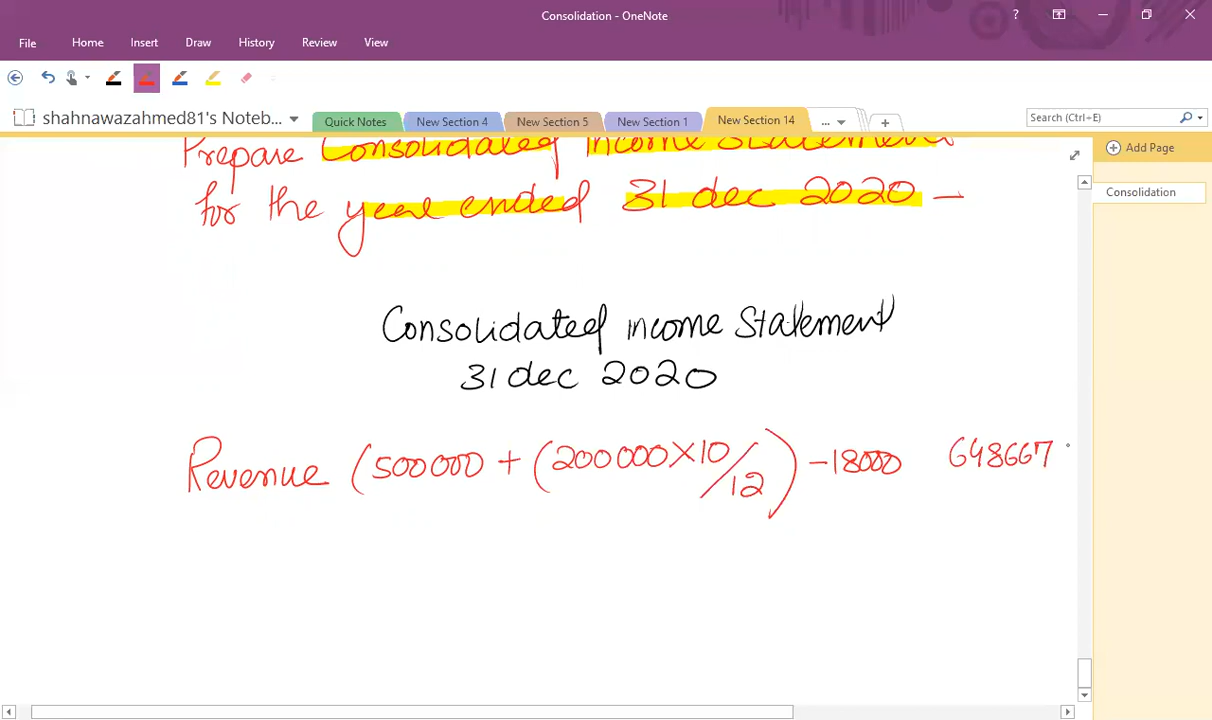 Consolidation - OneNote
?
File Home Insert Draw History Review View
shahnawazahmed81's Noteb... Quick Notes New Section 4 New Section 5 New Section 1 New Section 14 ... Search (Ctrl+E)
Prepare Consolidated Income Statement
for the year ended 31 dec 2020 —
Consolidated income Statement
31 dec 2020
Revenue (500000 + (200000 × 10/12) - 18000 648667
Add Page
Consolidation